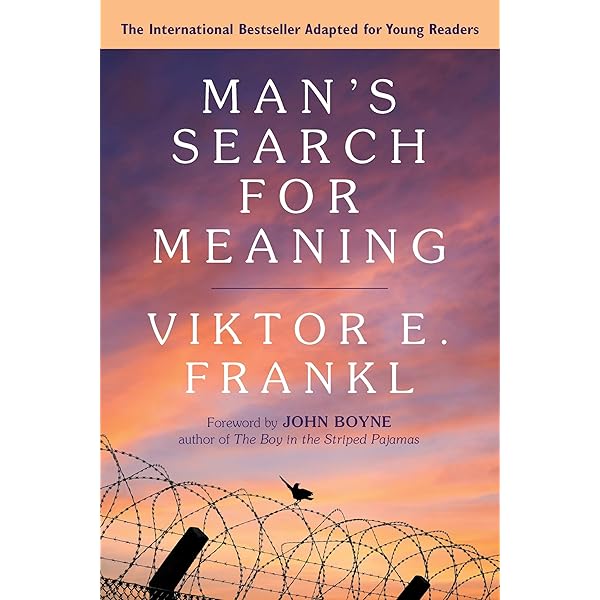 The International Bestseller Adapted for Young Readers
MAN'S
SEARCH
FOR
MEANING
VIKTOR E.
FRANKL
Foreword by JOHN BOYNE
author of The Boy in the Striped Pajamas